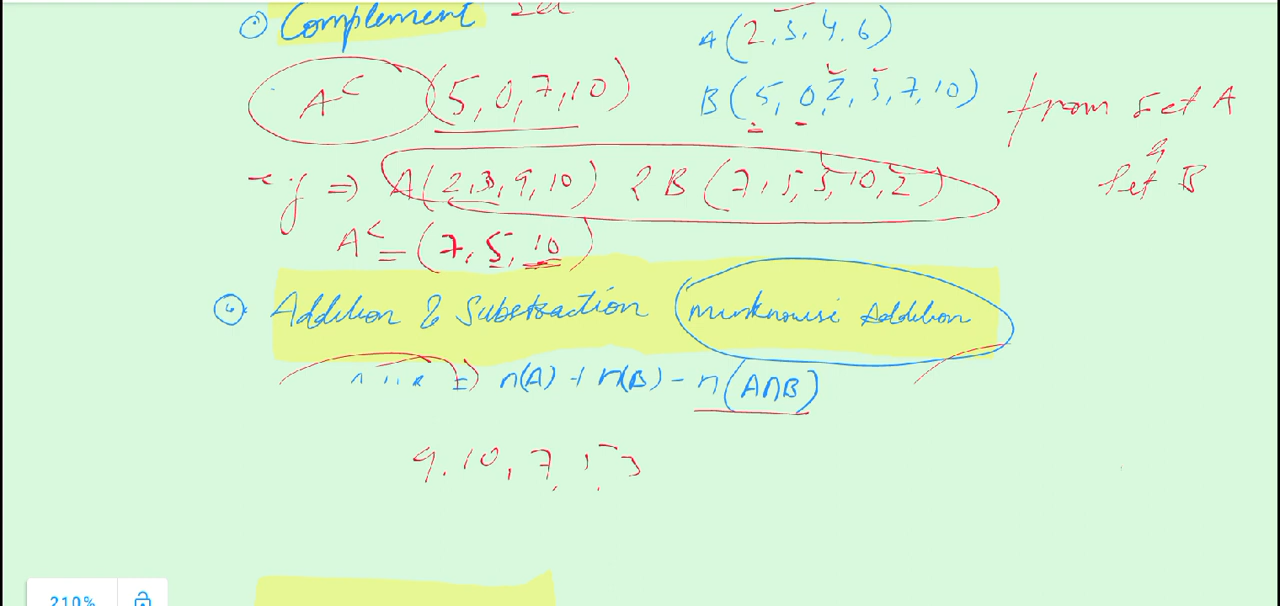 Complement Set
A (2, 3, 4, 6)
A^c (5, 0, 7, 10)
B (5, 0, 2, 3, 7, 10)
from set A
& set B
e.g ⇒ A (2, 3, 9, 10) & B (7, 5, 3, 10, 2)
A^c = (7, 5, 10)
Addition & Substraction (Minknowisi Addition
n(A) + n(B) - n(A∩B)
9, 10, 7, 5, 3
210%